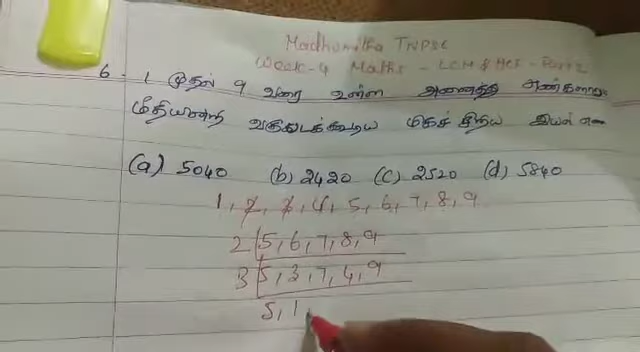 Madhumitha TNPSC
Week-4 Maths - LCM & HCF - Part 2
6. 1 முதல் 9 வரை உள்ள அனைத்து எண்களாலும்
மீதியின்றி வகுபடக்கூடிய மிகச் சிறிய இயல் எண்
(a) 5040 (b) 2420 (c) 2520 (d) 5840
1, 2, 3, 4, 5, 6, 7, 8, 9
2 5, 6, 7, 8, 9
3 5, 3, 7, 4, 9
5, 1,